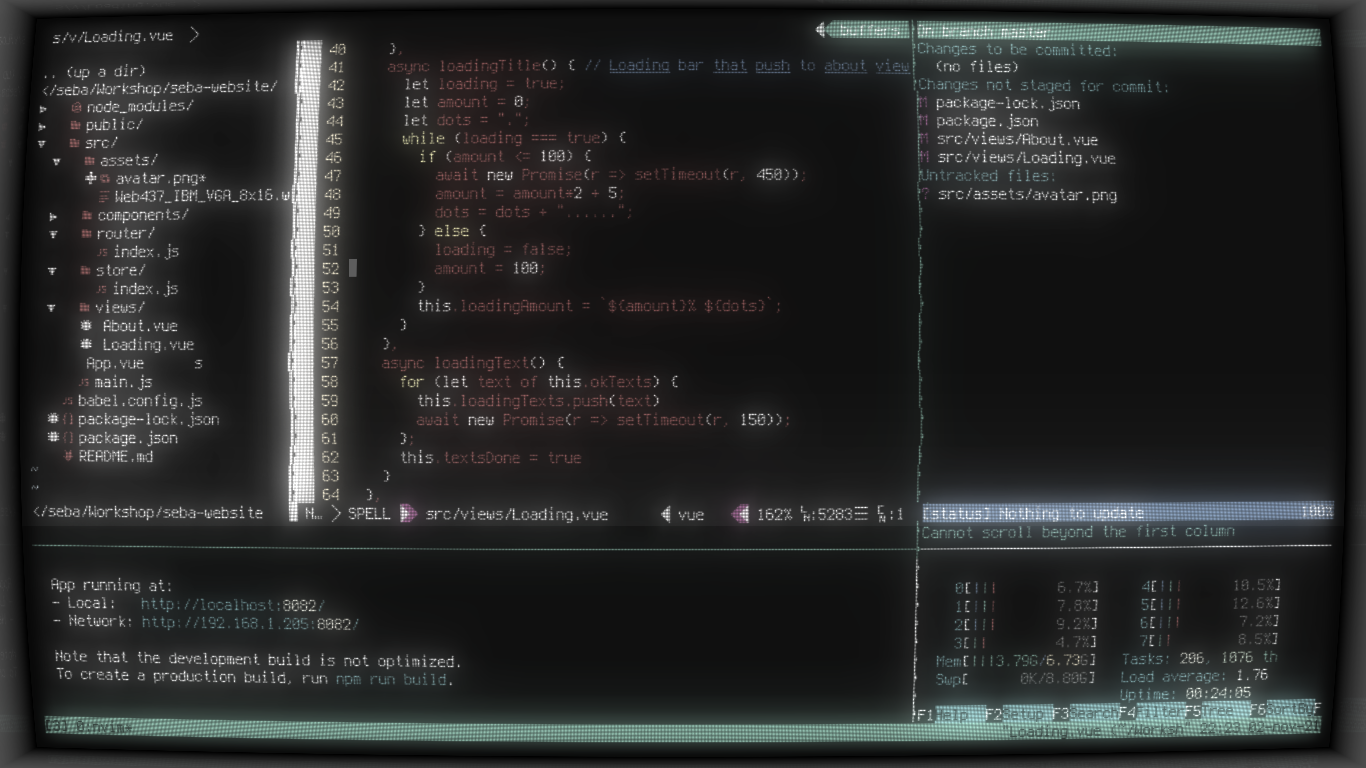 s/v/Loading.vue
.. (up a dir)
</seba/Workshop/seba-website/
node_modules/
public/
src/
assets/
avatar.png*
Web437_IBM_VGA_8x16.w
components/
router/
index.js
store/
index.js
views/
About.vue
Loading.vue
App.vue s
main.js
babel.config.js
package-lock.json
package.json
README.md
~
~
</seba/Workshop/seba-website
buffers
40 },
41 async loadingTitle() { // Loading bar that push to about view
42 let loading = true;
43 let amount = 0;
44 let dots = ".";
45 while (loading === true) {
46 if (amount <= 100) {
47 await new Promise(r => setTimeout(r, 450));
48 amount = amount*2 + 5;
49 dots = dots + "......";
50 } else {
51 loading = false;
52 amount = 100;
53 }
54 this.loadingAmount = `${amount}% ${dots}`;
55 }
56 },
57 async loadingText() {
58 for (let text of this.okTexts) {
59 this.loadingTexts.push(text)
60 await new Promise(r => setTimeout(r, 150));
61 };
62 this.textsDone = true
63 }
64 },
N… > SPELL src/views/Loading.vue vue 162% :5283 :1
On branch master
Changes to be committed:
(no files)
Changes not staged for commit:
M package-lock.json
M package.json
M src/views/About.vue
M src/views/Loading.vue
Untracked files:
? src/assets/avatar.png
[status] Nothing to update 100%
Cannot scroll beyond the first column
App running at:
- Local: http://localhost:8082/
- Network: http://192.168.1.205:8082/
Note that the development build is not optimized.
To create a production build, run npm run build.
0[||| 6.7%] 4[||| 10.5%]
1[||| 7.8%] 5[||| 12.6%]
2[||| 9.2%] 6[||| 7.2%]
3[|| 4.7%] 7[|| 8.5%]
Mem[|||3.79G/6.73G] Tasks: 206, 1076 th
Swp[ 0K/8.80G] Load average: 1.76
Uptime: 00:24:05
F1Help F2Setup F3Search F4Filter F5Tree F6SortBy F
"Loading.vue (